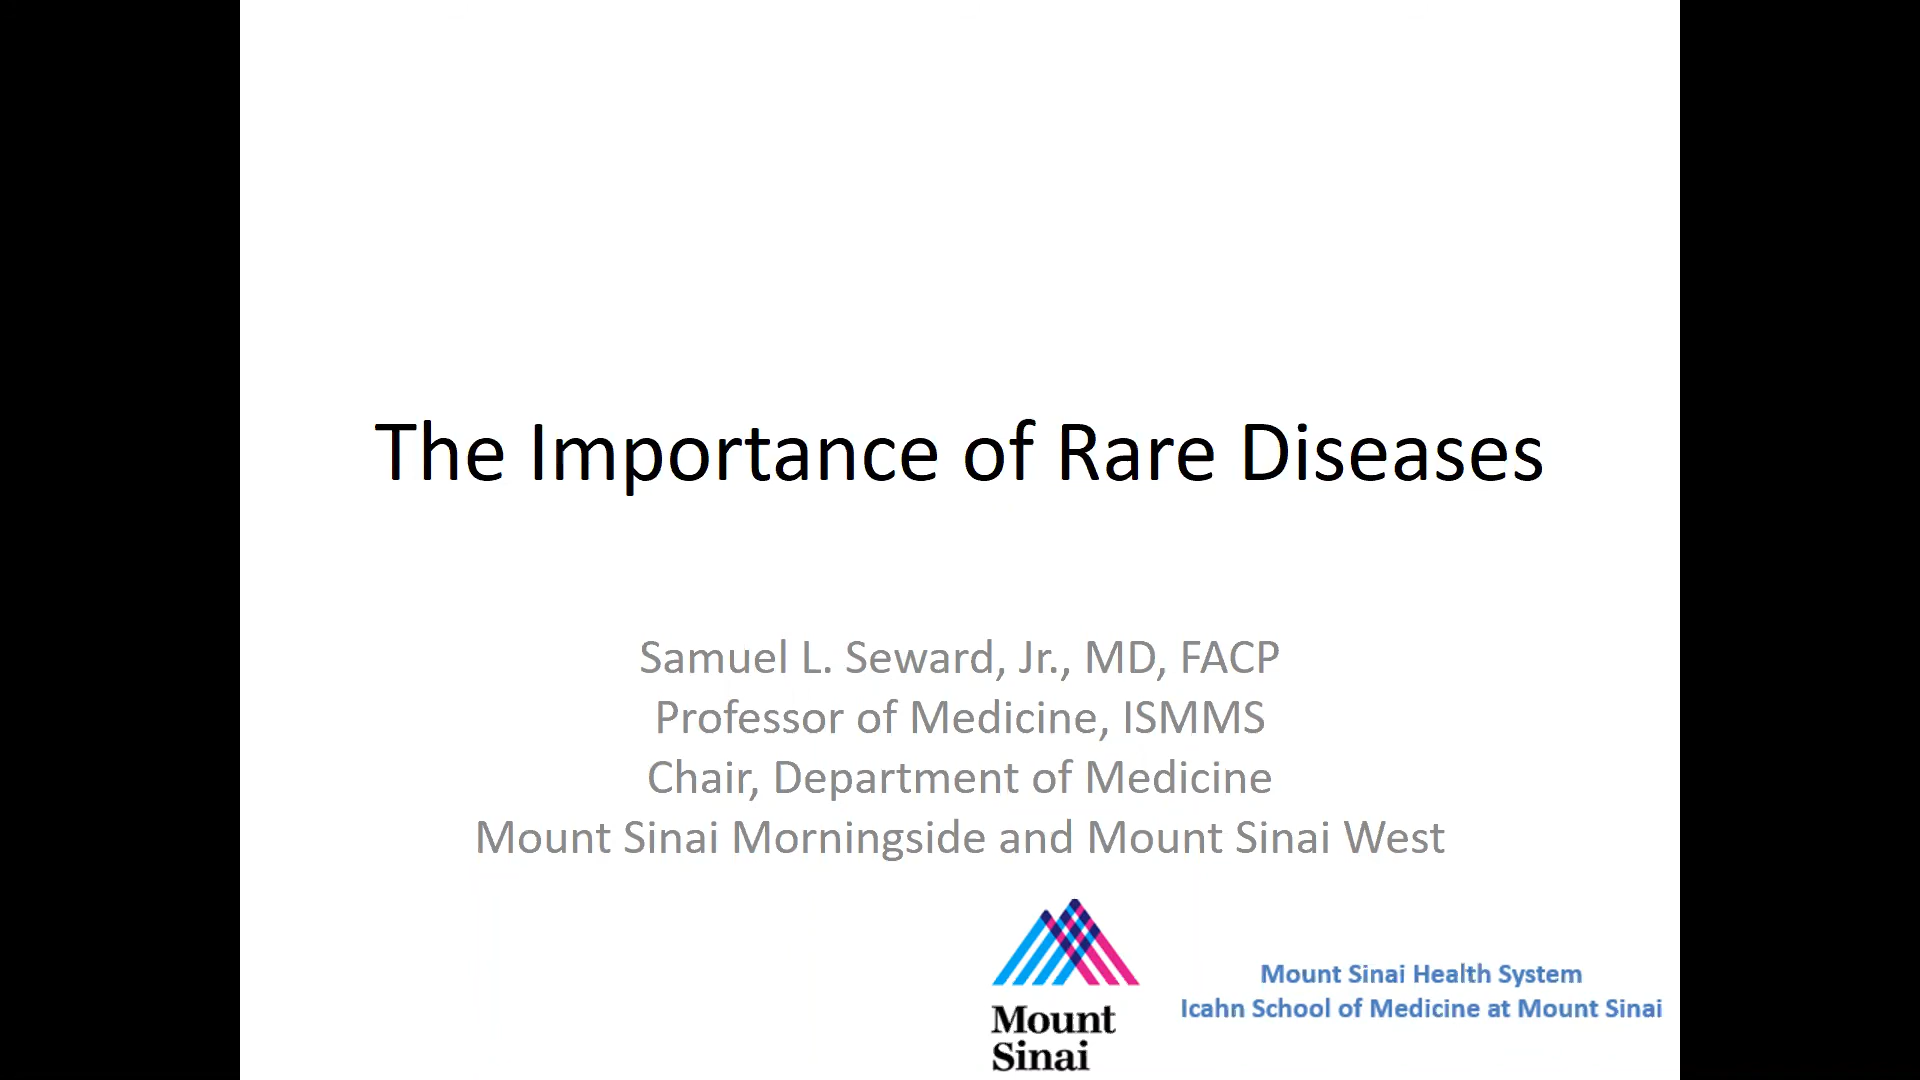 The Importance of Rare Diseases
Samuel L. Seward, Jr., MD, FACP
Professor of Medicine, ISMMS
Chair, Department of Medicine
Mount Sinai Morningside and Mount Sinai West
Mount
Sinai
Mount Sinai Health System
Icahn School of Medicine at Mount Sinai